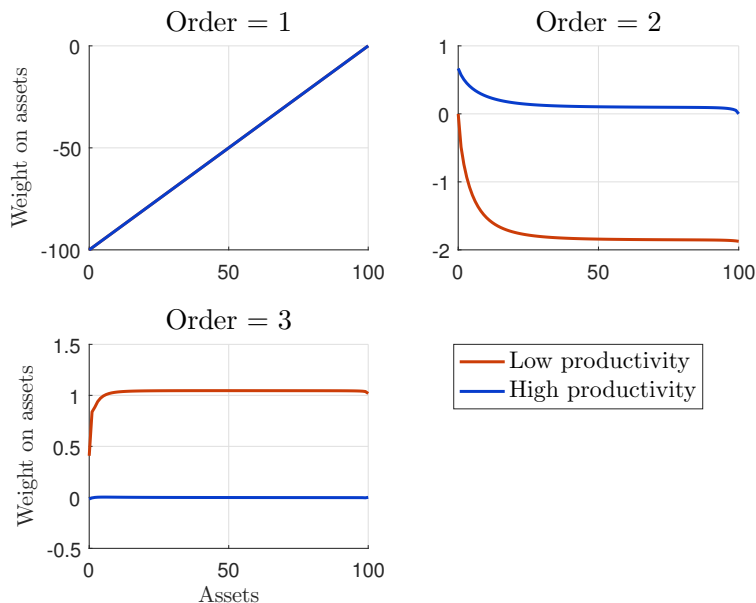 Order = 1
Order = 2
Weight on assets
0
-50
-100
0
50
100
1
0
-1
-2
0
50
100
Order = 3
Weight on assets
1.5
1
0.5
0
-0.5
0
50
100
Assets
Low productivity
High productivity